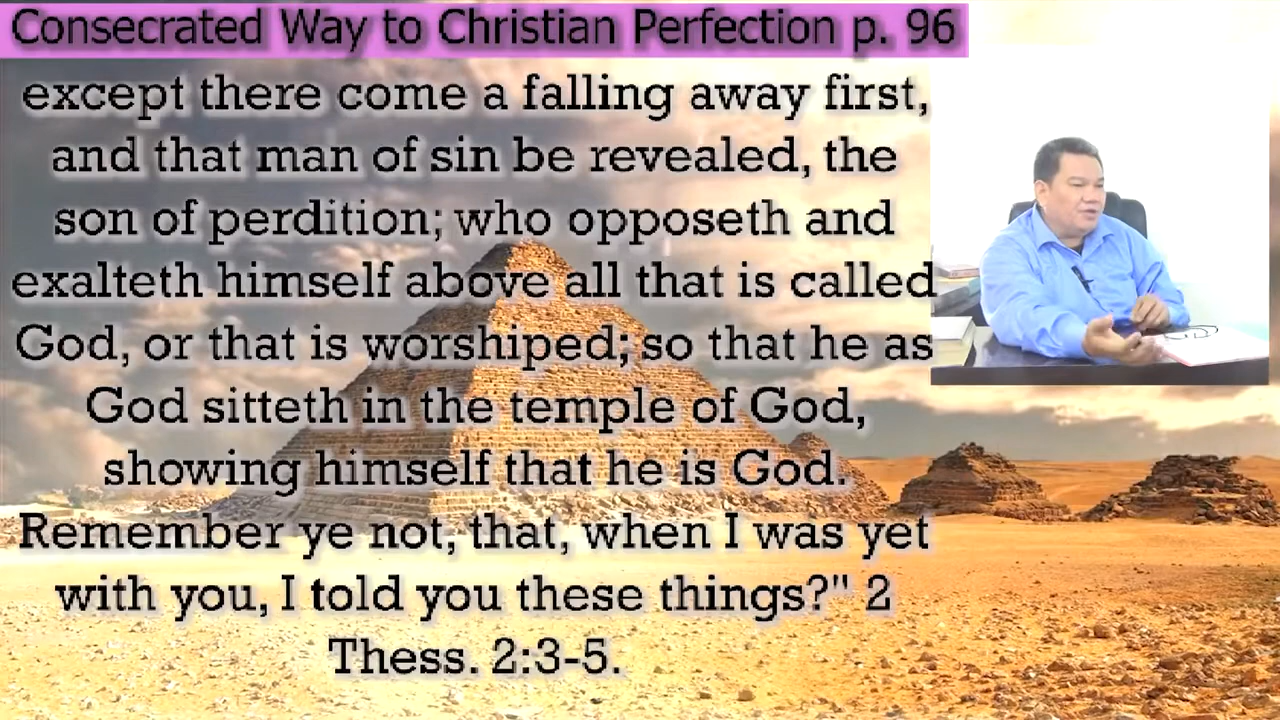 Consecrated Way to Christian Perfection p. 96
except there come a falling away first,
and that man of sin be revealed, the
son of perdition; who opposeth and
exalteth himself above all that is called
God, or that is worshiped; so that he as
God sitteth in the temple of God,
showing himself that he is God.
Remember ye not, that, when I was yet
with you, I told you these things?" 2
Thess. 2:3-5.